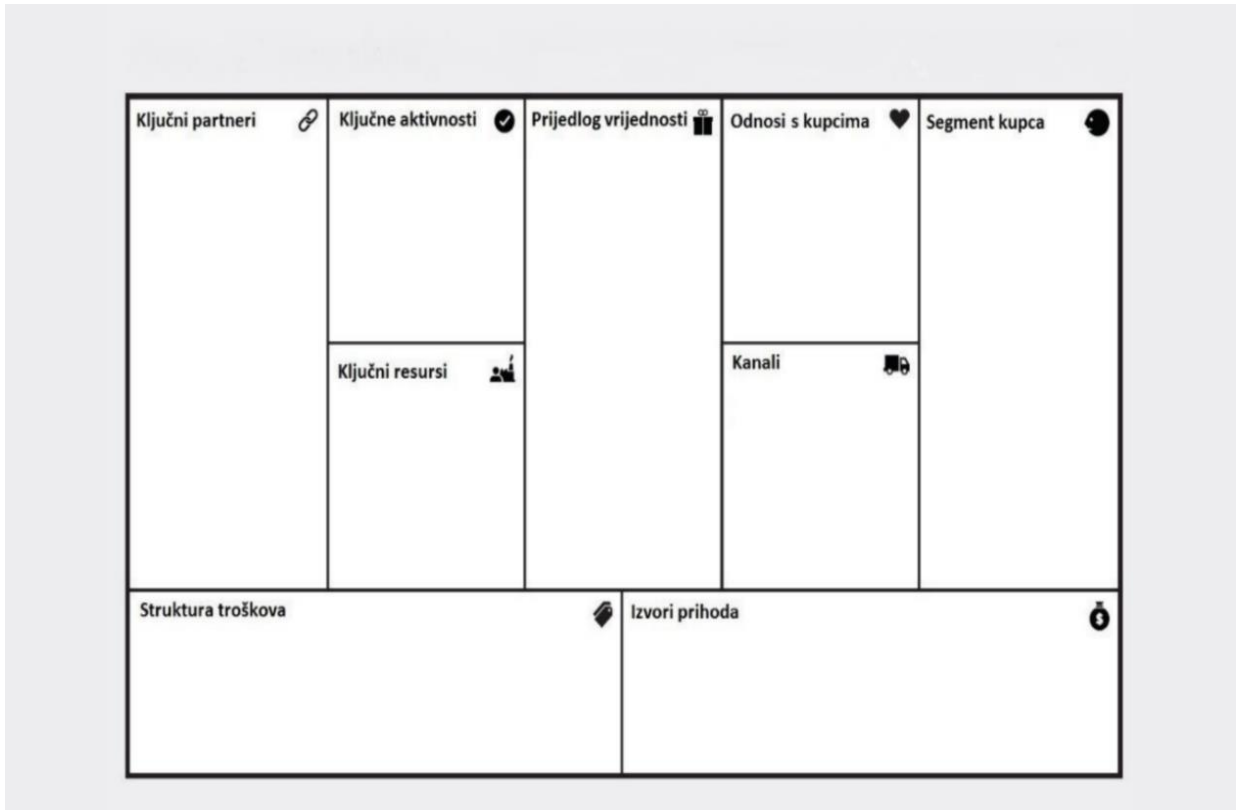 Ključni partneri
Ključne aktivnosti
Prijedlog vrijednosti
Odnosi s kupcima
Segment kupca
Ključni resursi
Kanali
Struktura troškova
Izvori prihoda